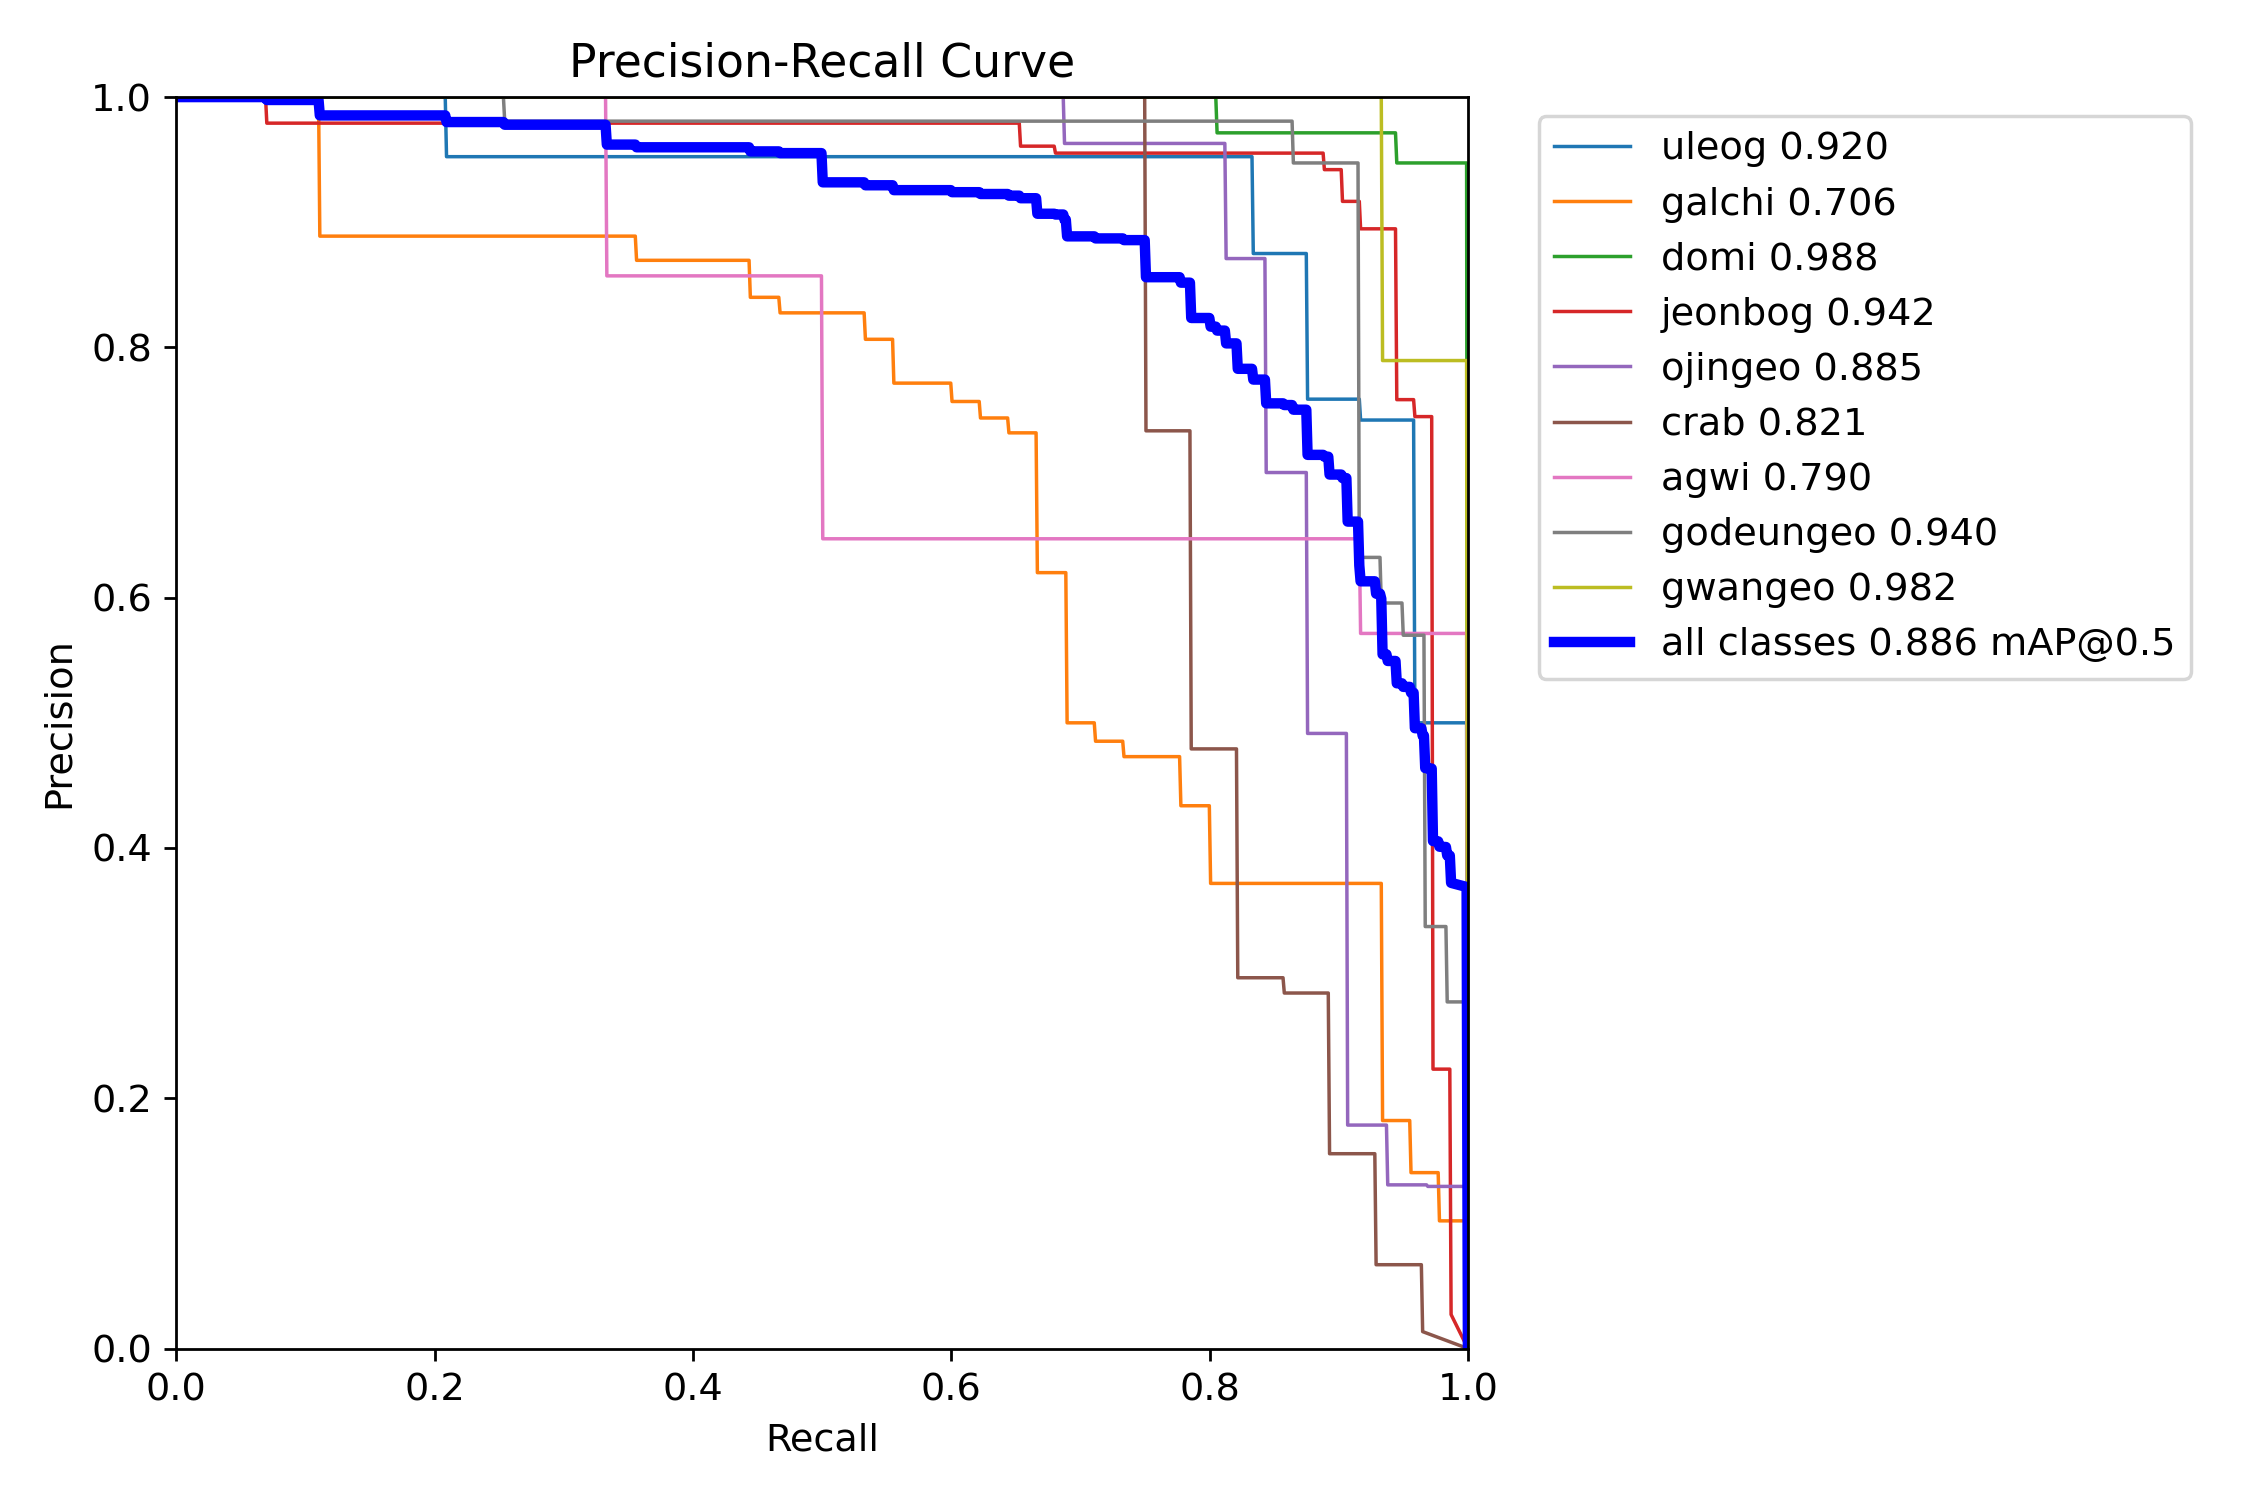 Precision-Recall Curve
1.0
0.8
0.6
0.4
0.2
0.0
Precision
0.0 0.2 0.4 0.6 0.8 1.0
Recall
uleog 0.920
galchi 0.706
domi 0.988
jeonbog 0.942
ojingeo 0.885
crab 0.821
agwi 0.790
godeungeo 0.940
gwangeo 0.982
all classes 0.886 mAP@0.5